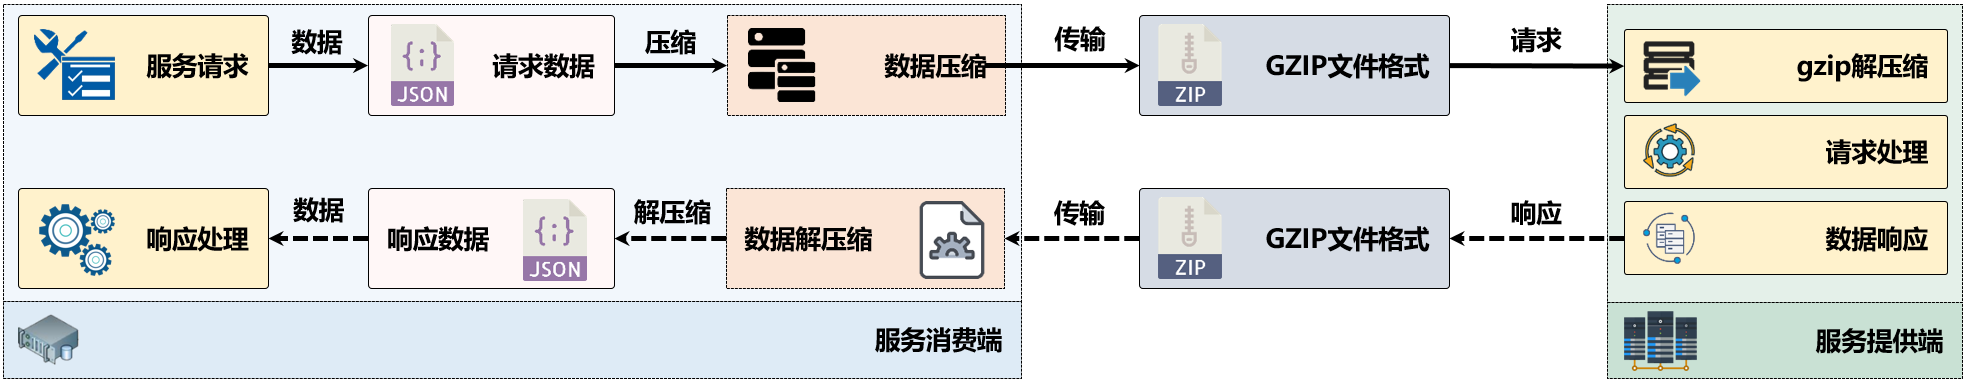 服务请求
数据
{;}
JSON
请求数据
压缩
数据压缩
传输
ZIP
GZIP文件格式
请求
gzip解压缩
请求处理
数据响应
响应
GZIP文件格式
ZIP
传输
数据解压缩
解压缩
{;}
JSON
响应数据
数据
响应处理
服务消费端
服务提供端